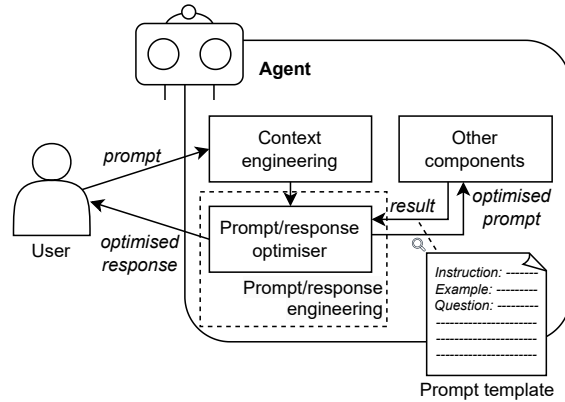 Agent
prompt
Context
engineering
Other
components
result
optimised
prompt
Prompt/response
optimiser
User
optimised
response
Prompt/response
engineering
Instruction: -------
Example: ---------
Question: ---------
Prompt template